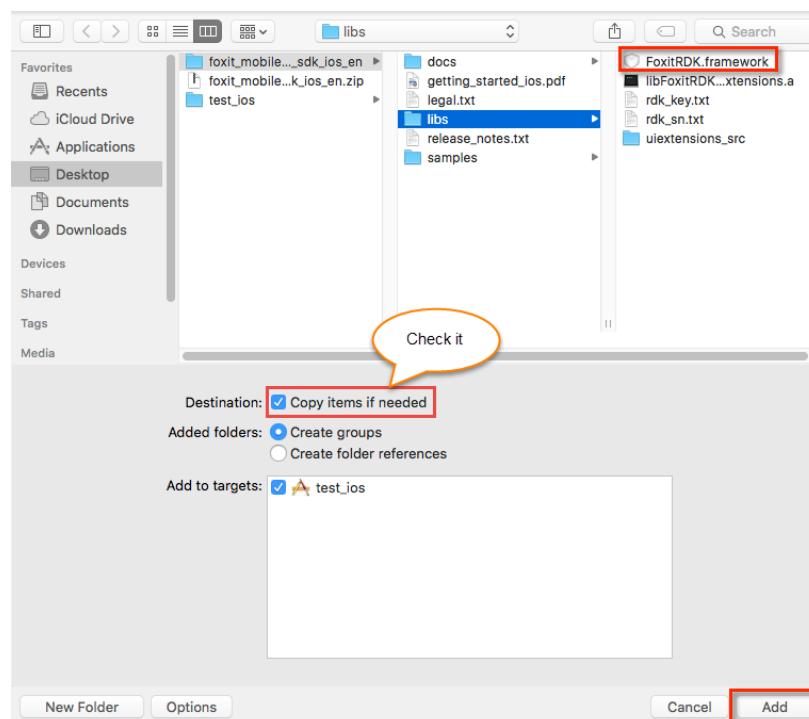 libs
Search
Favorites
Recents
iCloud Drive
Applications
Desktop
Documents
Downloads
Devices
Shared
Tags
Media
foxit_mobile..._sdk_ios_en
foxit_mobile...k_ios_en.zip
test_ios
docs
getting_started_ios.pdf
legal.txt
libs
release_notes.txt
samples
FoxitRDK.framework
libFoxitRDK...xtensions.a
rdk_key.txt
rdk_sn.txt
uiextensions_src
Check it
Destination: Copy items if needed
Added folders: Create groups
Create folder references
Add to targets: test_ios
New Folder
Options
Cancel
Add